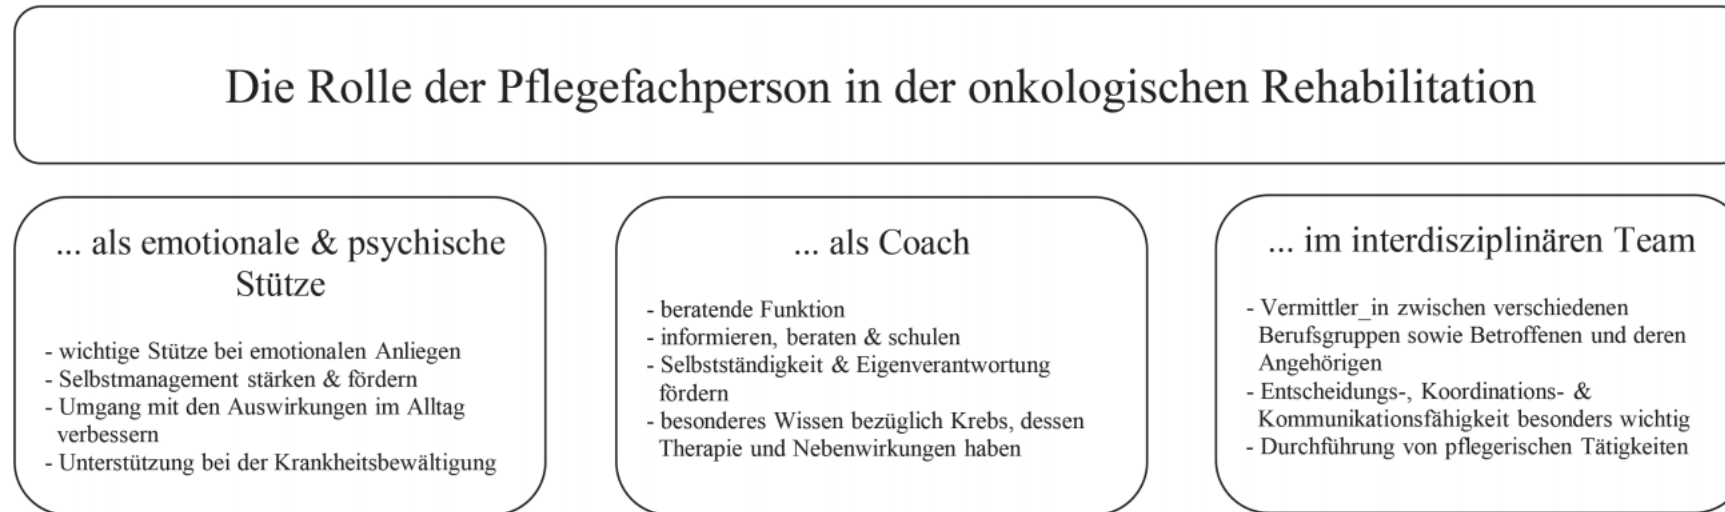 Die Rolle der Pflegefachperson in der onkologischen Rehabilitation
... als emotionale & psychische
Stütze
- wichtige Stütze bei emotionalen Anliegen
- Selbstmanagement stärken & fördern
- Umgang mit den Auswirkungen im Alltag
verbessern
- Unterstützung bei der Krankheitsbewältigung
... als Coach
- beratende Funktion
- informieren, beraten & schulen
- Selbstständigkeit & Eigenverantwortung
fördern
- besonderes Wissen bezüglich Krebs, dessen
Therapie und Nebenwirkungen haben
... im interdisziplinären Team
- Vermittler_in zwischen verschiedenen
Berufsgruppen sowie Betroffenen und deren
Angehörigen
- Entscheidungs-, Koordinations- &
Kommunikationsfähigkeit besonders wichtig
- Durchführung von pflegerischen Tätigkeiten